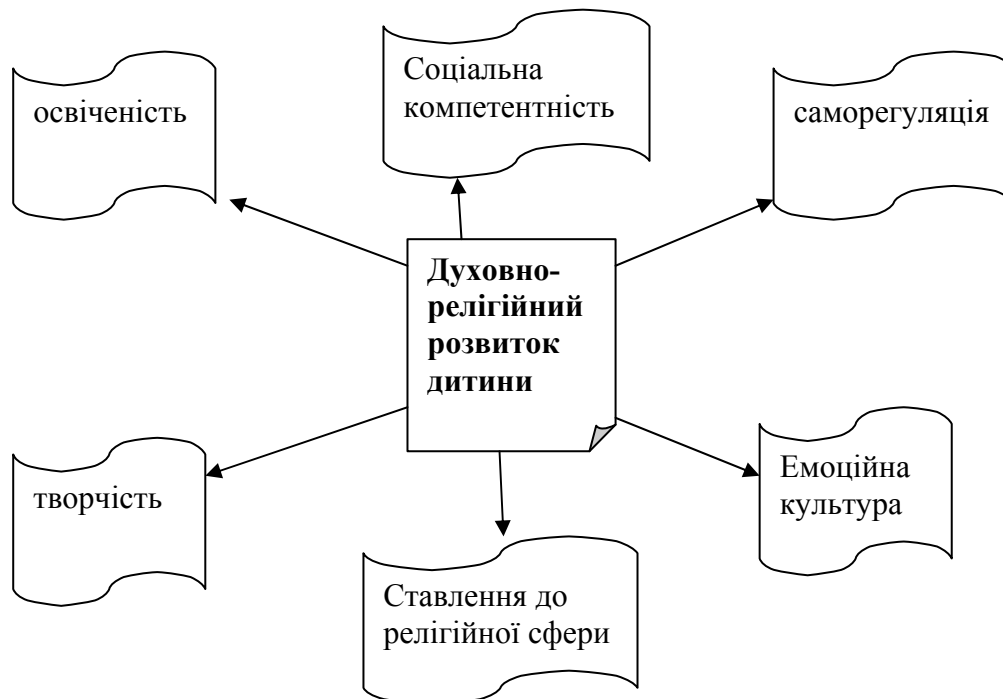 Соціальна
компетентність
освіченість
саморегуляція
Духовно-
релігійний
розвиток
дитини
творчість
Емоційна
культура
Ставлення до
релігійної сфери